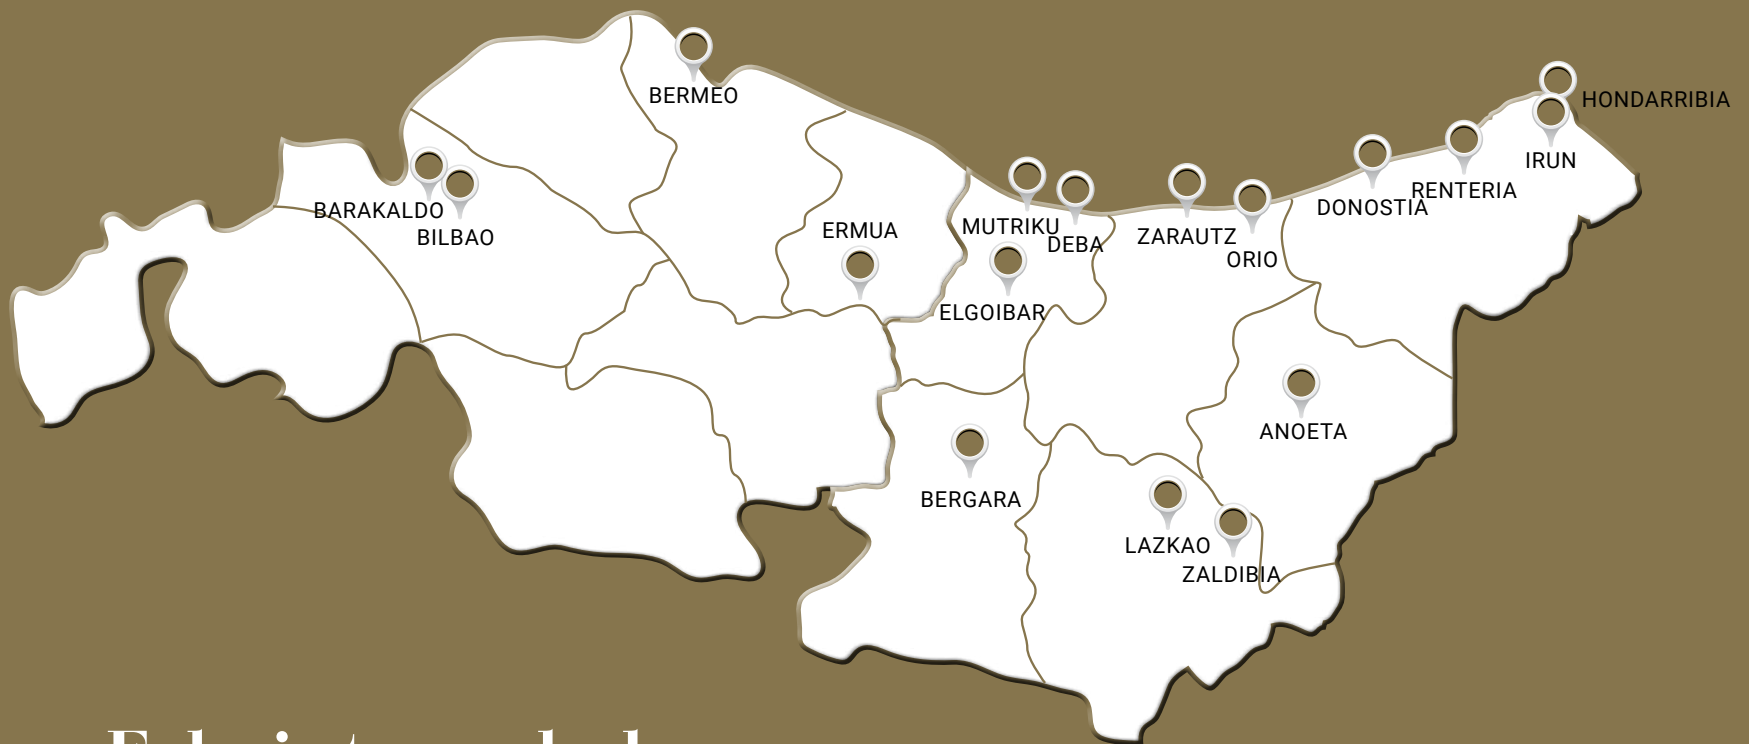 BERMEO
HONDARRIBIA
IRUN
RENTERIA
DONOSTIA
BARAKALDO
BILBAO
ERMUA
MUTRIKU
DEBA
ZARAUTZ
ORIO
ELGOIBAR
ANOETA
BERGARA
LAZKAO
ZALDIBIA